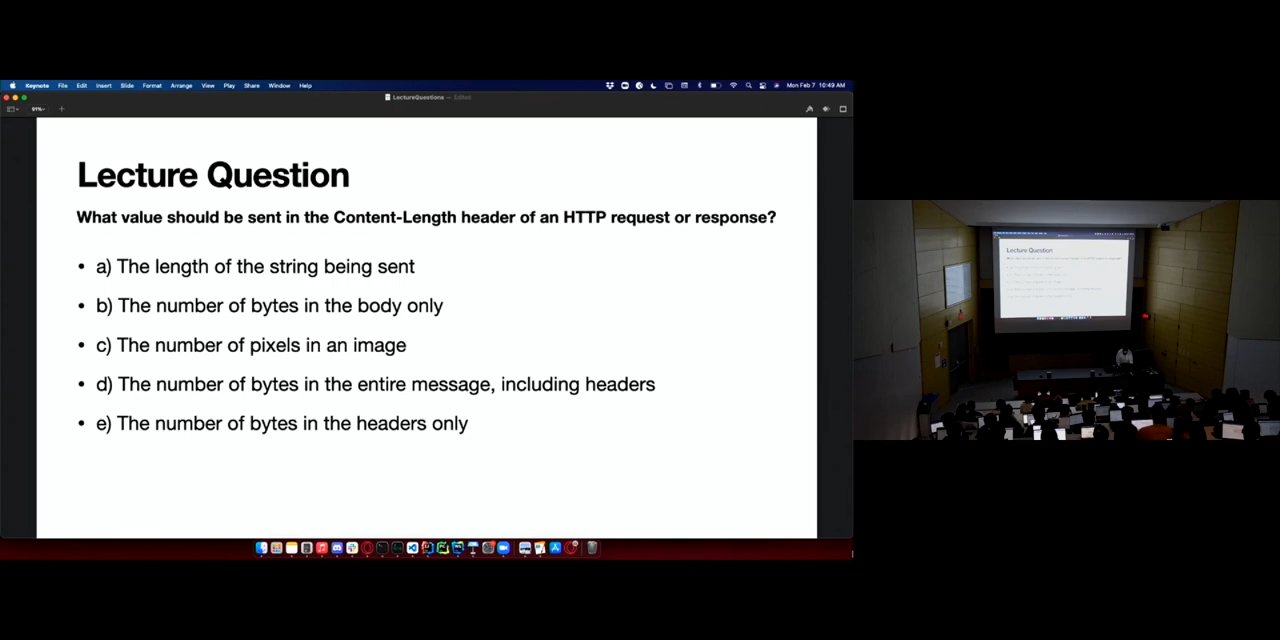 Keynote File Edit Insert Slide Format Arrange View Play Share Window Help
Mon Feb 7 10:49 AM
LectureQuestions — Edited
91%
Lecture Question
What value should be sent in the Content-Length header of an HTTP request or response?
• a) The length of the string being sent
• b) The number of bytes in the body only
• c) The number of pixels in an image
• d) The number of bytes in the entire message, including headers
• e) The number of bytes in the headers only
Lecture Question